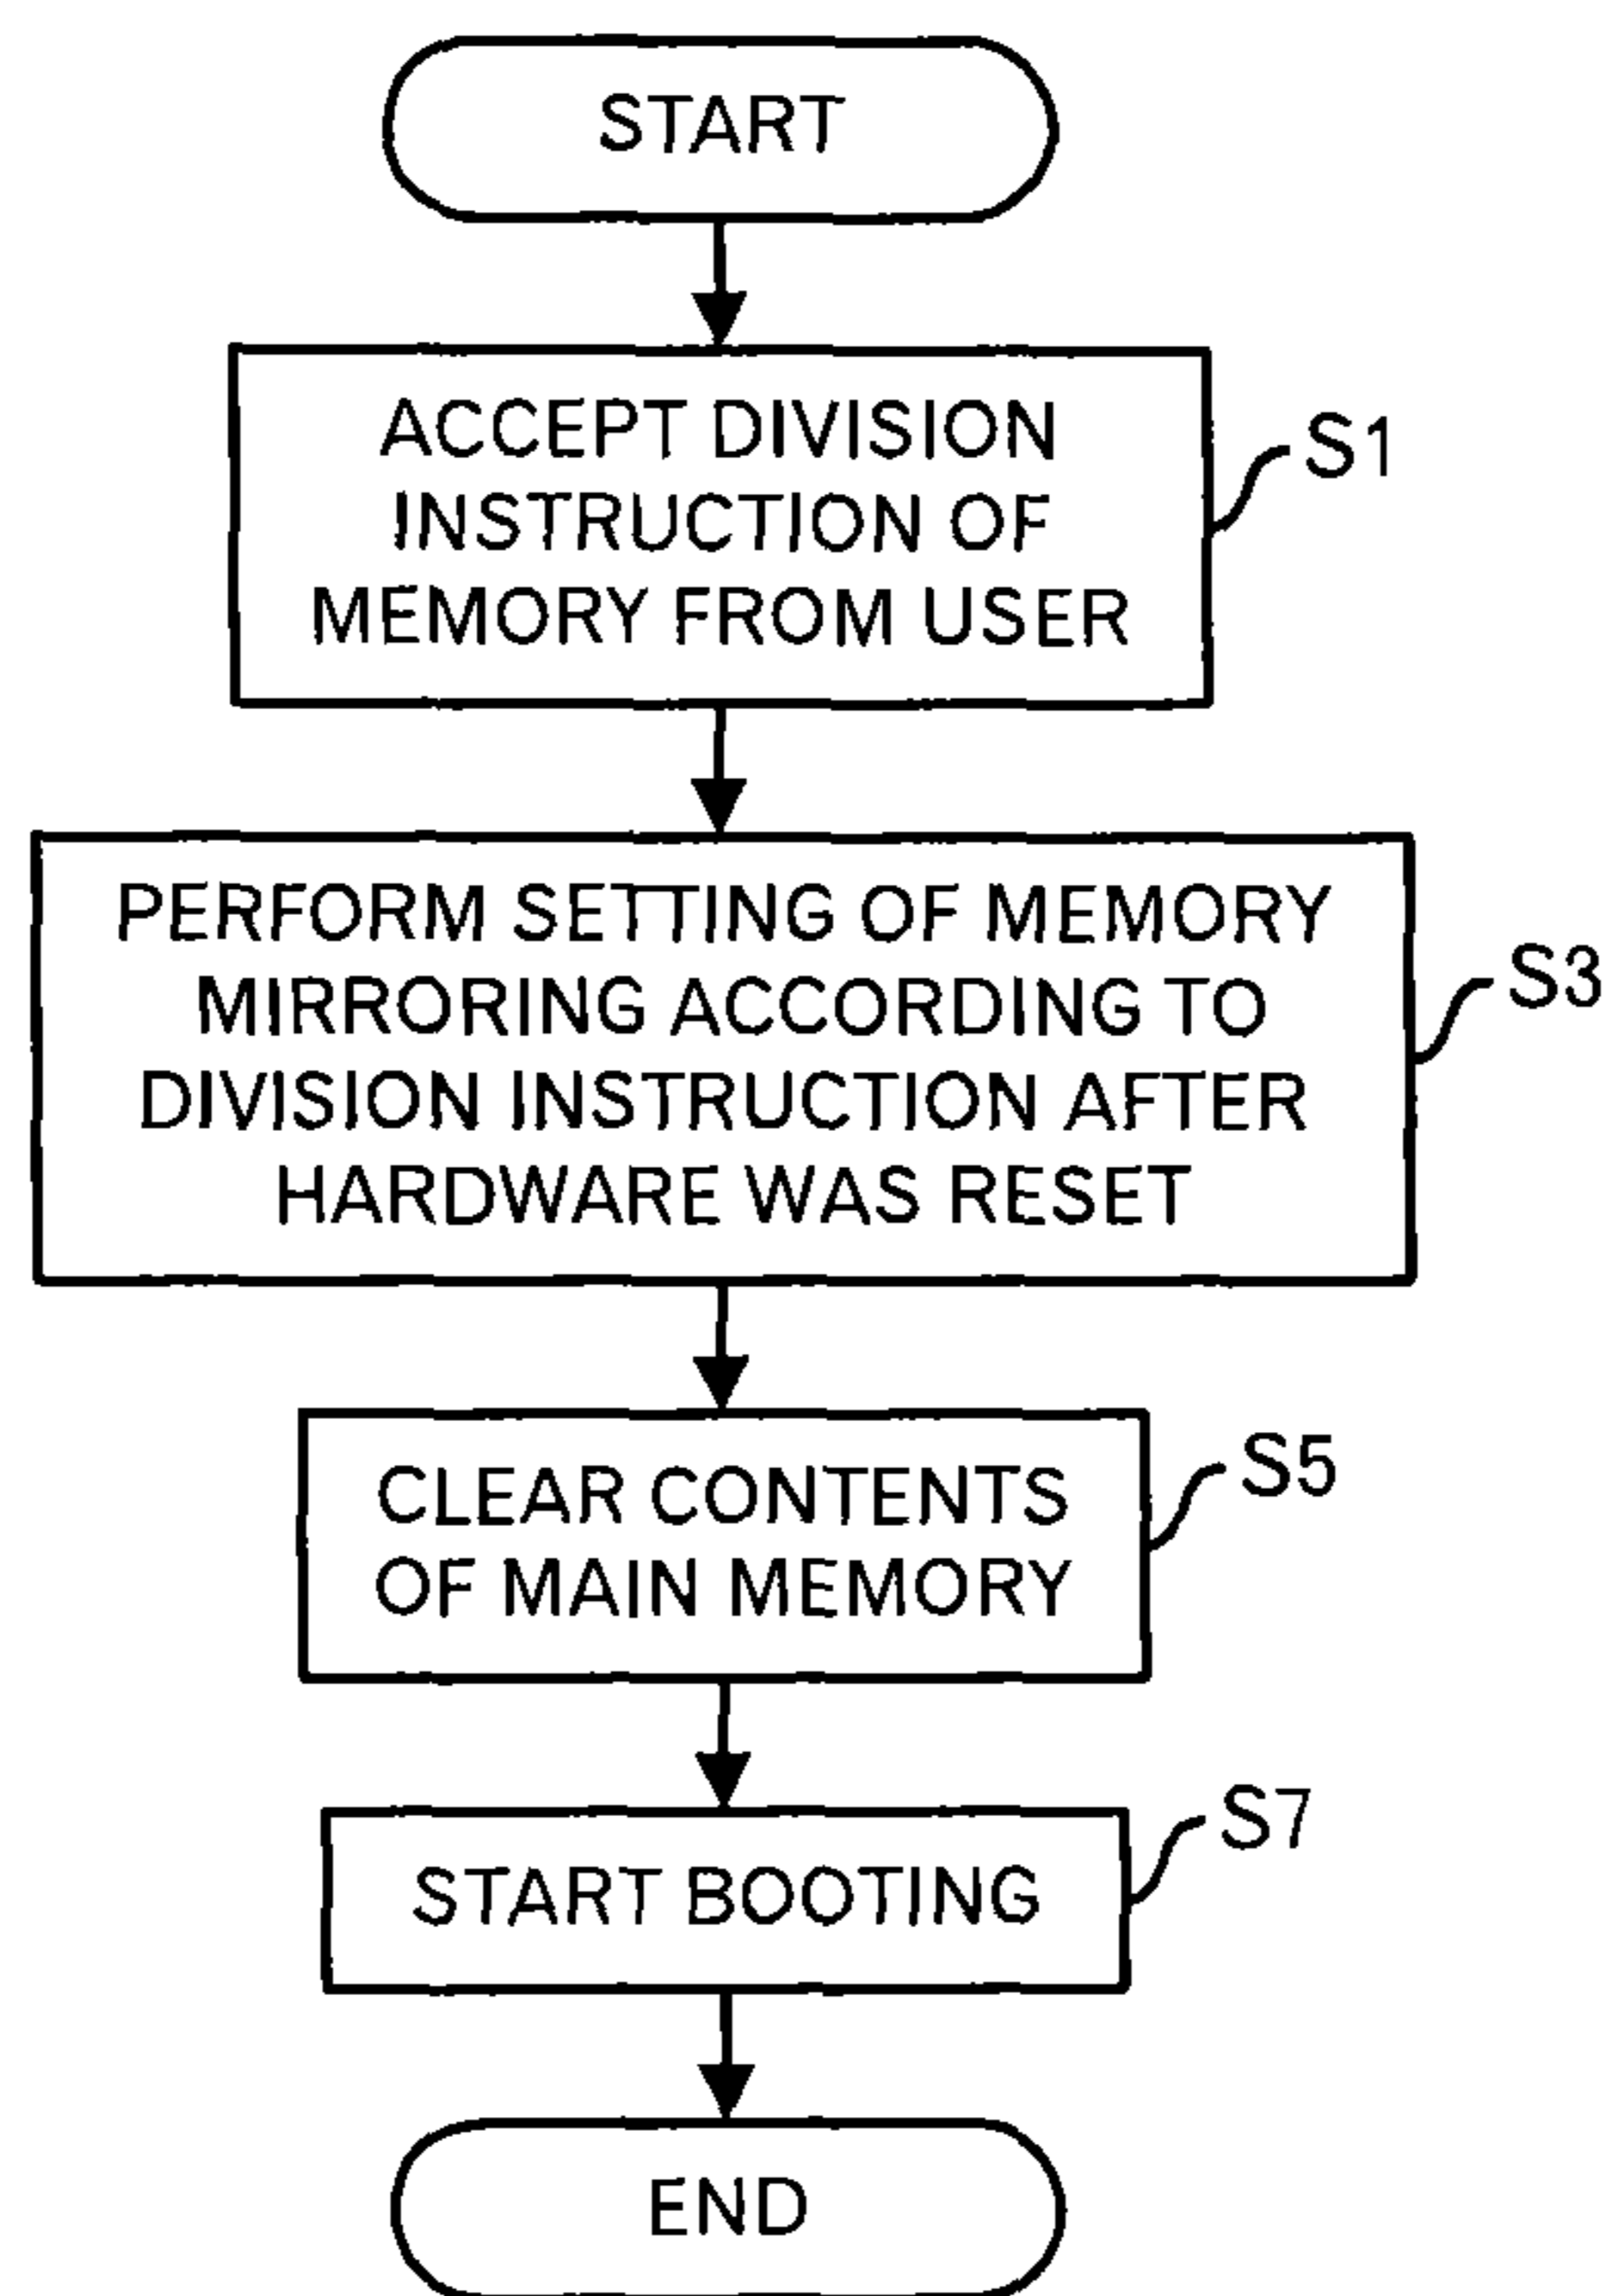 START
ACCEPT DIVISION
INSTRUCTION OF
MEMORY FROM USER
S1
PERFORM SETTING OF MEMORY
MIRRORING ACCORDING TO
DIVISION INSTRUCTION AFTER
HARDWARE WAS RESET
S3
CLEAR CONTENTS
OF MAIN MEMORY
S5
START BOOTING
S7
END